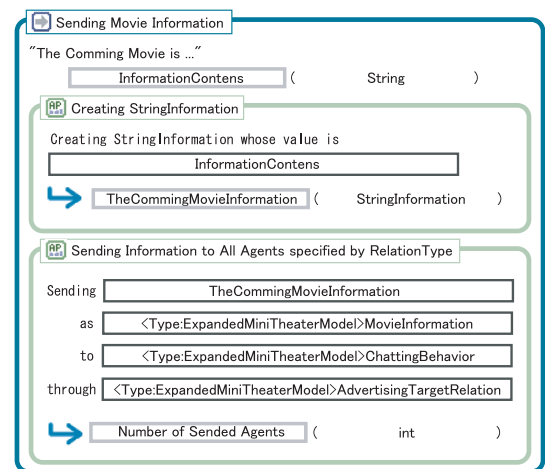 Sending Movie Information
"The Comming Movie is ..."
InformationContens ( String )
AP Creating StringInformation
Creating StringInformation whose value is
InformationContens
TheCommingMovieInformation ( StringInformation )
AP Sending Information to All Agents specified by RelationType
Sending TheCommingMovieInformation
as <Type:ExpandedMiniTheaterModel>MovieInformation
to <Type:ExpandedMiniTheaterModel>ChattingBehavior
through <Type:ExpandedMiniTheaterModel>AdvertisingTargetRelation
Number of Sended Agents ( int )